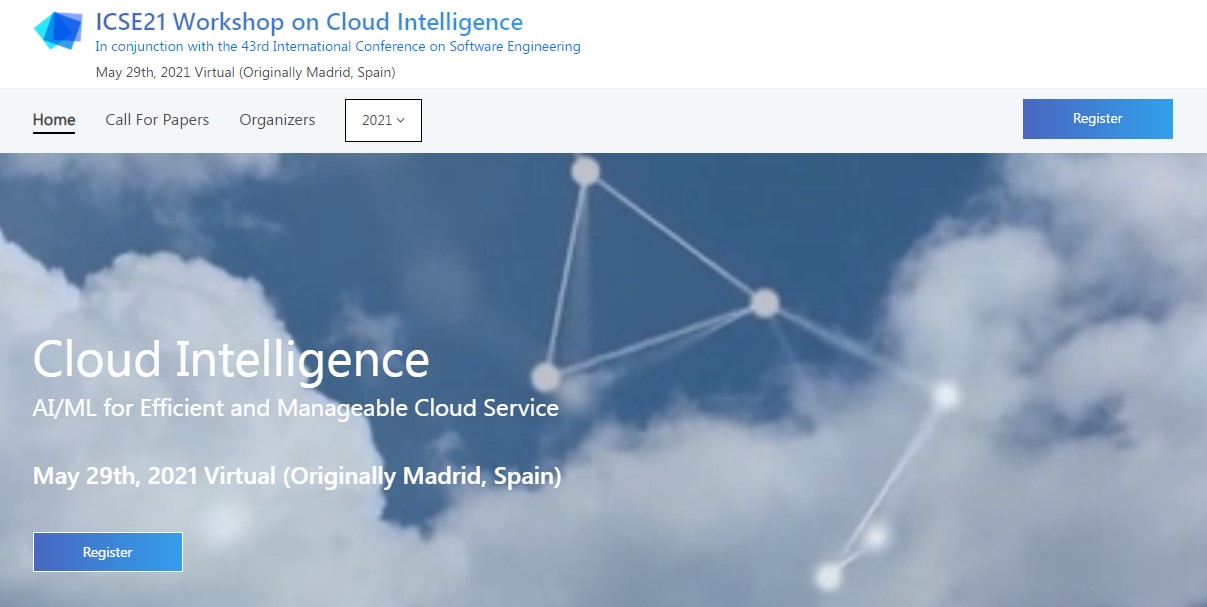 ICSE21 Workshop on Cloud Intelligence
In conjunction with the 43rd International Conference on Software Engineering
May 29th, 2021 Virtual (Originally Madrid, Spain)
Home
Call For Papers
Organizers
2021
Register
Cloud Intelligence
AI/ML for Efficient and Manageable Cloud Service
May 29th, 2021 Virtual (Originally Madrid, Spain)
Register